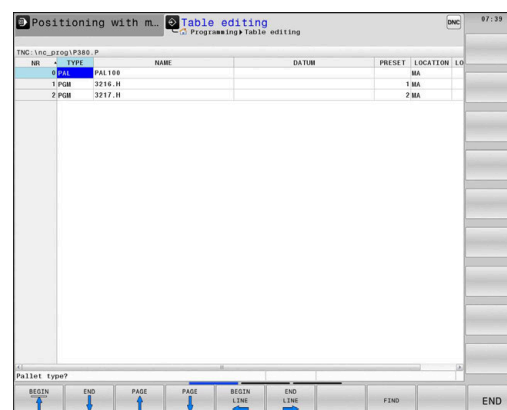 Positioning with m… Table editing DNC 07:39
Programming Table editing
TNC:\nc_prog\P380.P
NR TYPE NAME DATUM PRESET LOCATION LO
0 PAL PAL100 MA
1 PGM 3216.H 1 MA
2 PGM 3217.H 2 MA
Pallet type?
BEGIN END PAGE PAGE BEGIN LINE END LINE FIND END